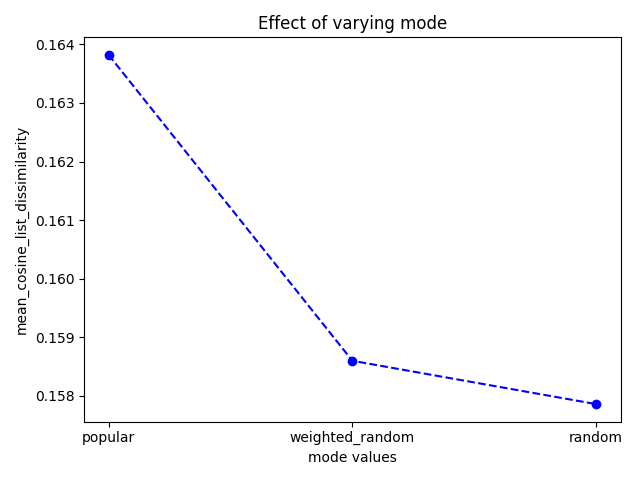 Effect of varying mode
mean_cosine_list_dissimilarity
0.164
0.163
0.162
0.161
0.160
0.159
0.158
popular weighted_random random
mode values